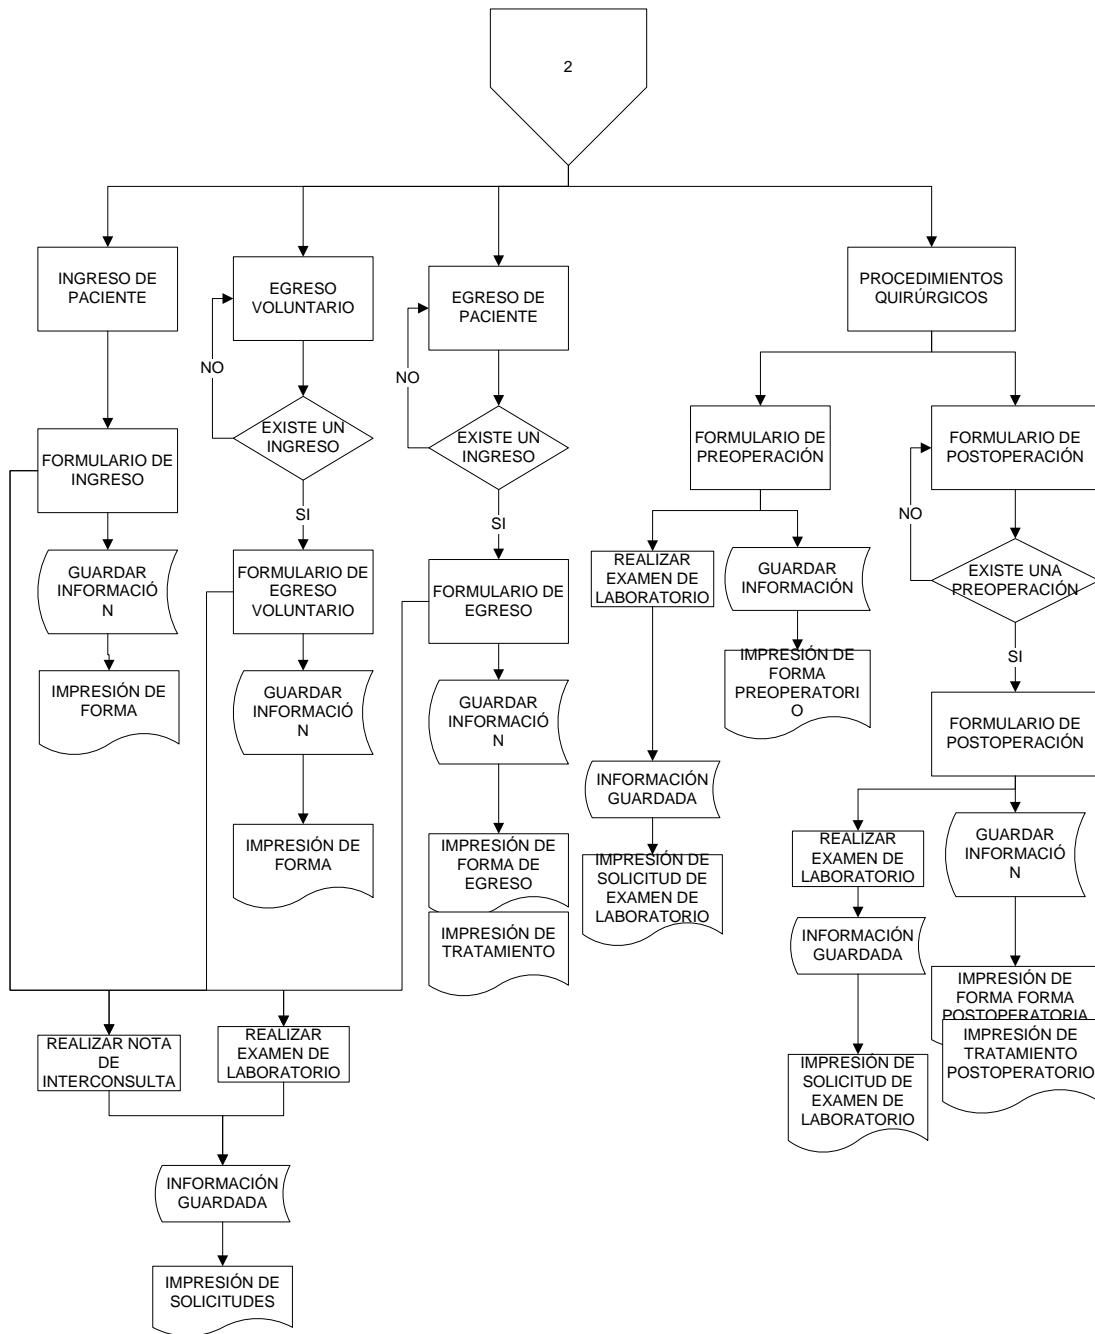 2
INGRESO DE
PACIENTE
EGRESO
VOLUNTARIO
EGRESO DE
PACIENTE
PROCEDIMIENTOS
QUIRÚRGICOS
NO
EXISTE UN
INGRESO
SI
NO
EXISTE UN
INGRESO
SI
FORMULARIO DE
INGRESO
GUARDAR
INFORMACIÓ
N
IMPRESIÓN DE
FORMA
FORMULARIO DE
EGRESO
VOLUNTARIO
GUARDAR
INFORMACIÓ
N
IMPRESIÓN DE
FORMA
FORMULARIO DE
EGRESO
GUARDAR
INFORMACIÓ
N
IMPRESIÓN DE
FORMA DE
EGRESO
IMPRESIÓN DE
TRATAMIENTO
FORMULARIO DE
PREOPERACIÓN
REALIZAR
EXAMEN DE
LABORATORIO
GUARDAR
INFORMACIÓN
IMPRESIÓN DE
FORMA
PREOPERATORI
O
INFORMACIÓN
GUARDADA
IMPRESIÓN DE
SOLICITUD DE
EXAMEN DE
LABORATORIO
FORMULARIO DE
POSTOPERACIÓN
NO
EXISTE UNA
PREOPERACIÓN
SI
FORMULARIO DE
POSTOPERACIÓN
REALIZAR
EXAMEN DE
LABORATORIO
GUARDAR
INFORMACIÓ
N
INFORMACIÓN
GUARDADA
IMPRESIÓN DE
FORMA FORMA
POSTOPERATORIA
IMPRESIÓN DE
TRATAMIENTO
POSTOPERATORIO
IMPRESIÓN DE
SOLICITUD DE
EXAMEN DE
LABORATORIO
REALIZAR NOTA
DE
INTERCONSULTA
REALIZAR
EXAMEN DE
LABORATORIO
INFORMACIÓN
GUARDADA
IMPRESIÓN DE
SOLICITUDES